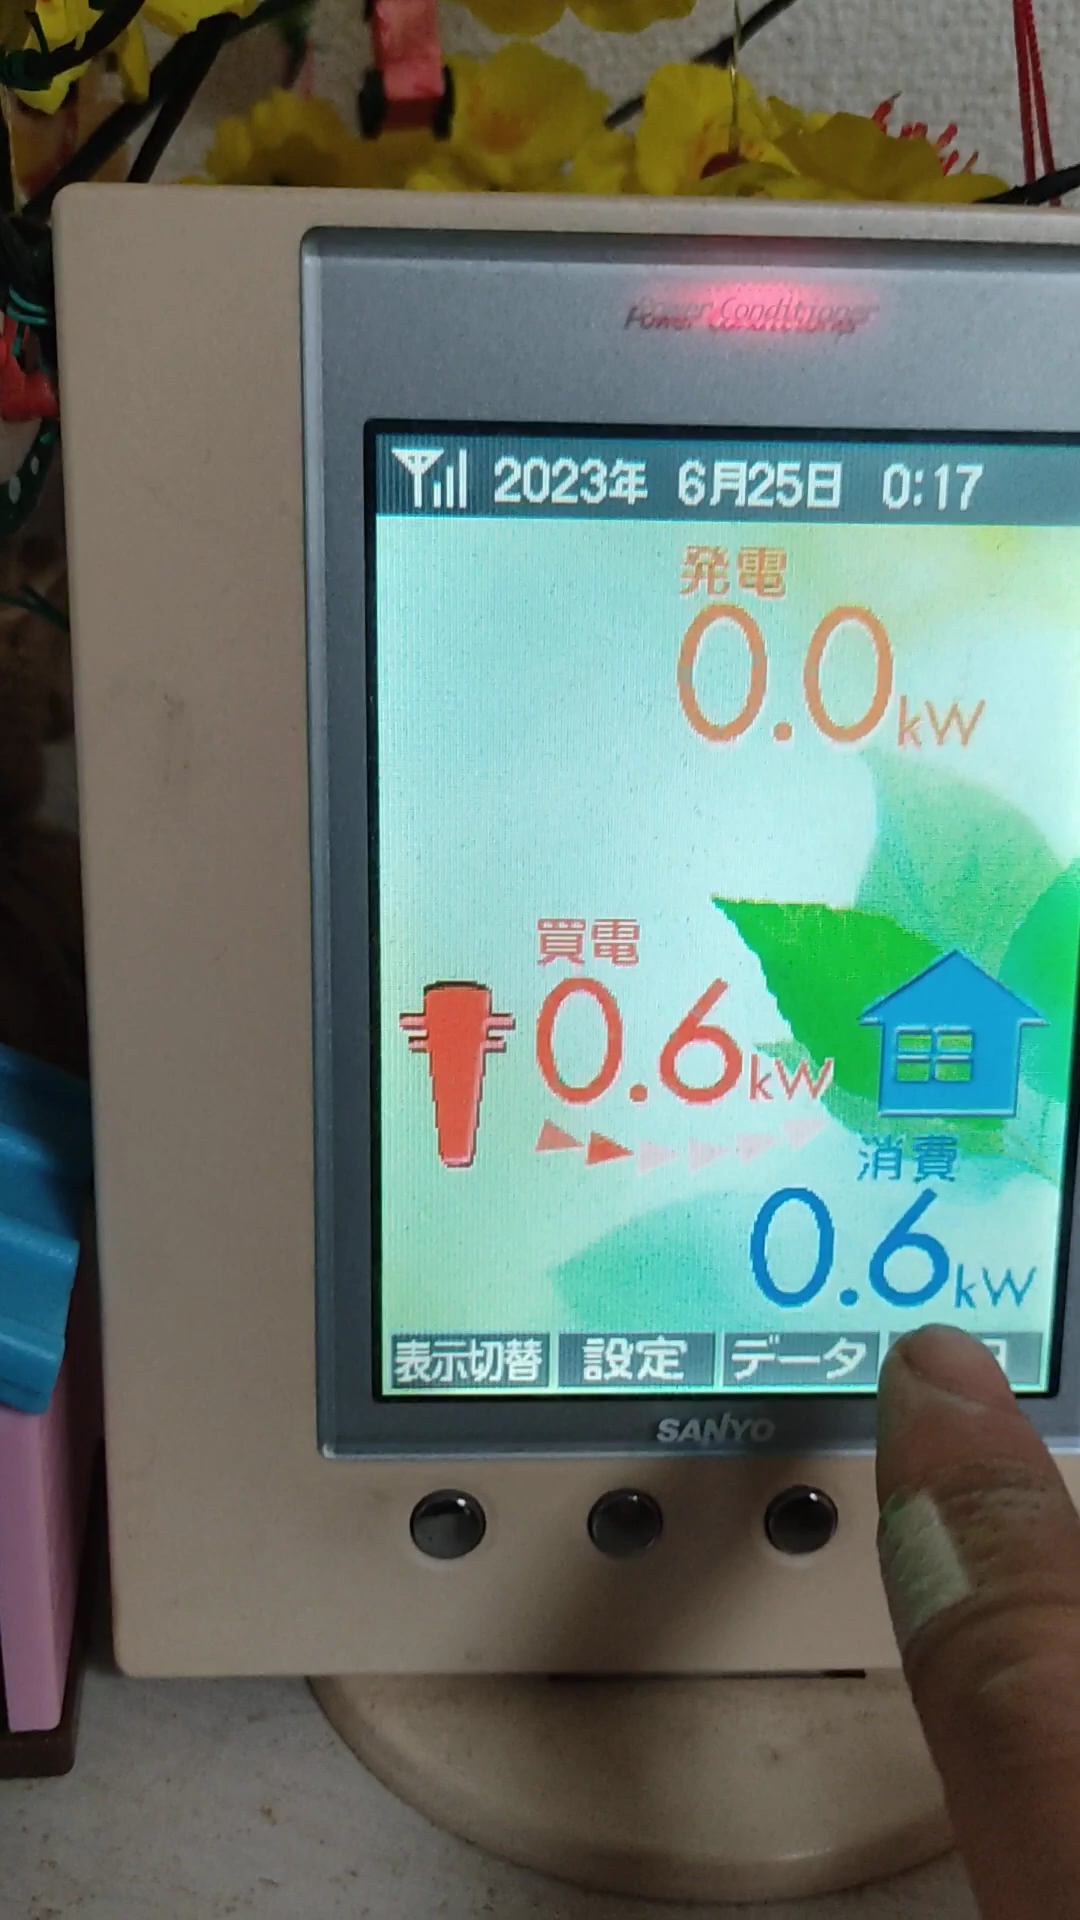 Power Conditioner
2023年 6月25日 0:17
発電
0.0kW
買電
0.6kW
消費
0.6kW
表示切替 設定 データ
SANYO